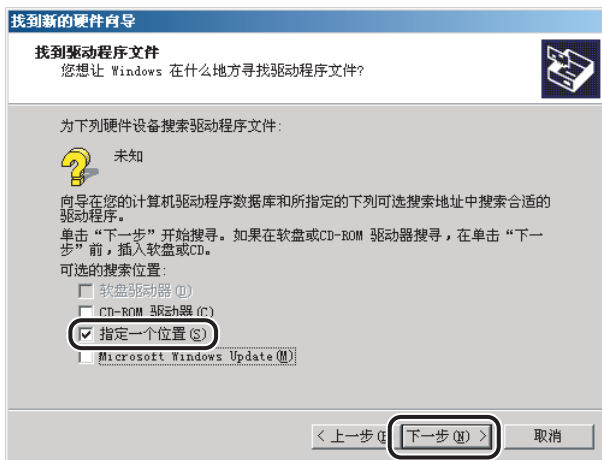 找到新的硬件向导
找到驱动程序文件
您想让 Windows 在什么地方寻找驱动程序文件?
为下列硬件设备搜索驱动程序文件:
未知
向导在您的计算机驱动程序数据库和所指定的下列可选搜索地址中搜索合适的
驱动程序。
单击“下一步”开始搜寻。如果在软盘或CD-ROM 驱动器搜寻,在单击“下一
步”前,插入软盘或CD。
可选的搜索位置:
软盘驱动器(D)
CD-ROM 驱动器(C)
指定一个位置(S)
Microsoft Windows Update(M)
< 上一步(B 下一步(N) > 取消